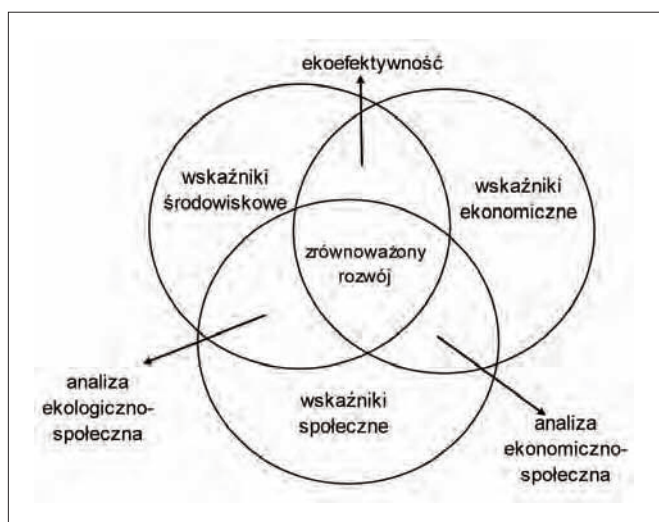 ekoefektywność
wskaźniki
środowiskowe
wskaźniki
ekonomiczne
zrównoważony
rozwój
analiza
ekologiczno-
społeczna
wskaźniki
społeczne
analiza
ekonomiczno-
społeczna